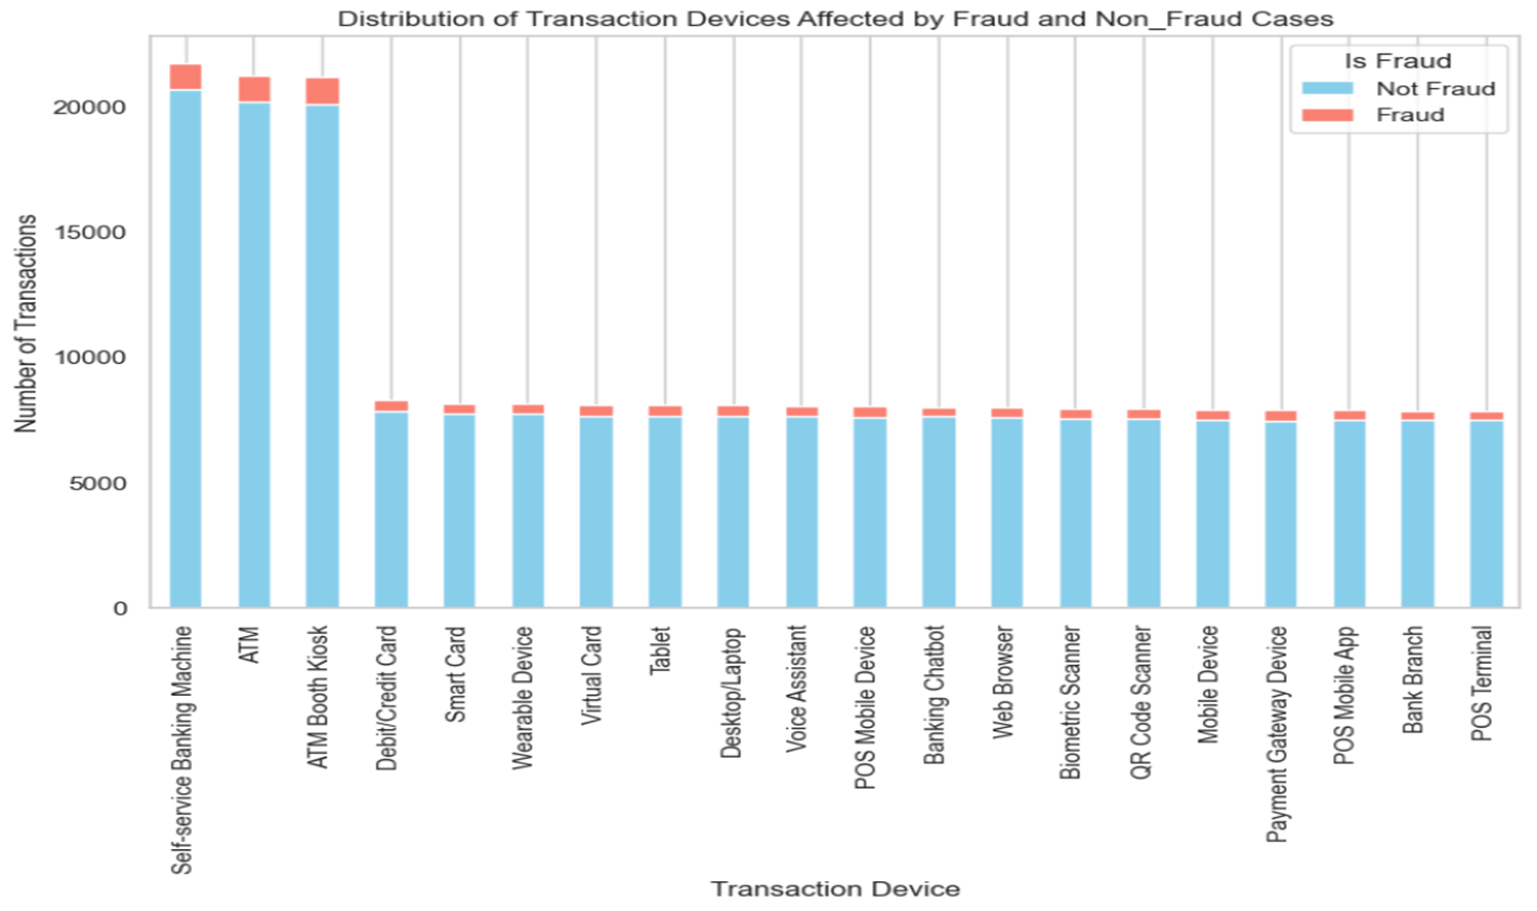 Distribution of Transaction Devices Affected by Fraud and Non_Fraud Cases
Is Fraud
Not Fraud
Fraud
Number of Transactions
20000
15000
10000
5000
0
Self-service Banking Machine
ATM
ATM Booth Kiosk
Debit/Credit Card
Smart Card
Wearable Device
Virtual Card
Tablet
Desktop/Laptop
Voice Assistant
POS Mobile Device
Banking Chatbot
Web Browser
Biometric Scanner
QR Code Scanner
Mobile Device
Payment Gateway Device
POS Mobile App
Bank Branch
POS Terminal
Transaction Device